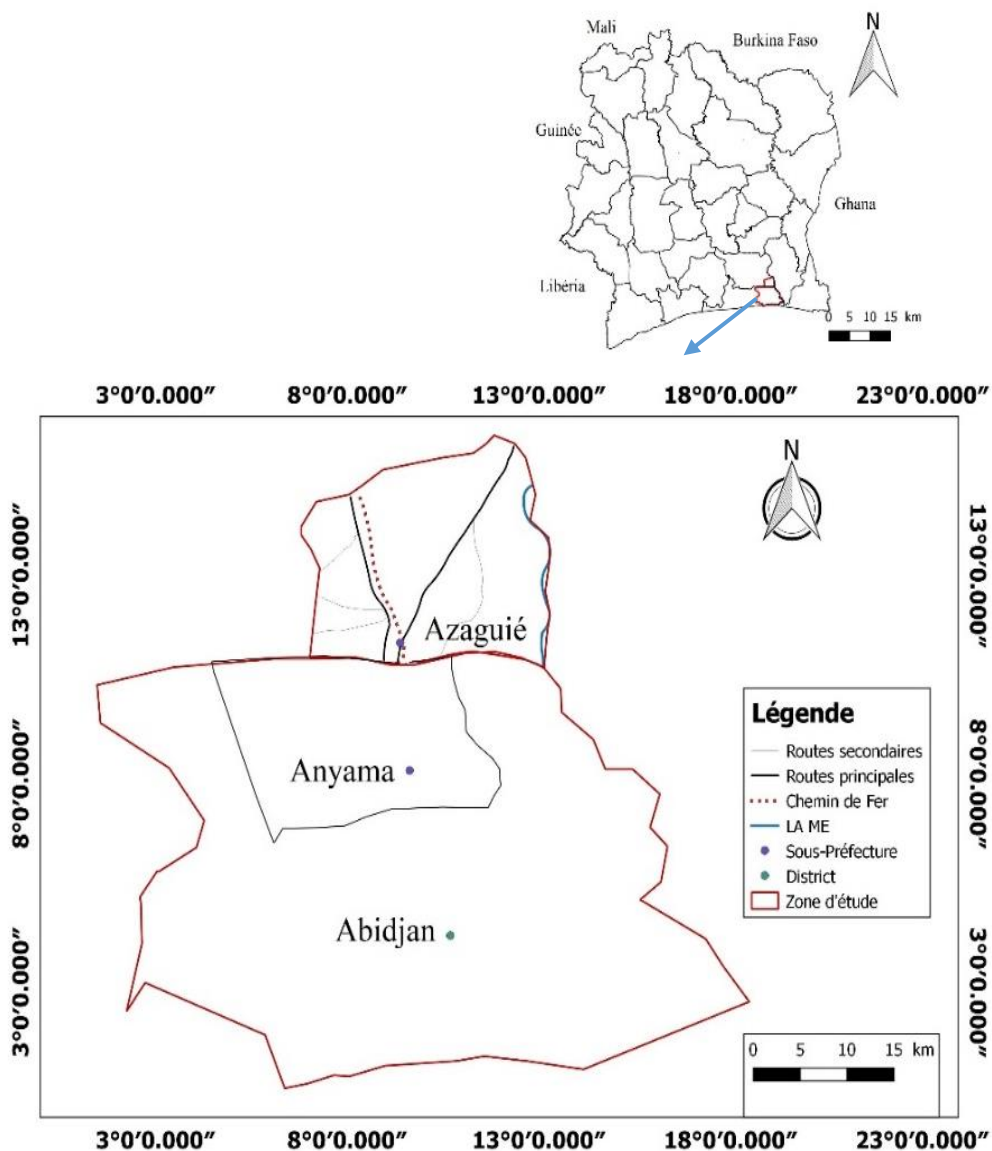 Mali
Burkina Faso
N
Guinée
Ghana
Libéria
0 5 10 15 km
3°0'0.000" 8°0'0.000" 13°0'0.000" 18°0'0.000" 23°0'0.000"
N
13°0'0.000"
13°0'0.000"
Azaguié
Légende
Routes secondaires
Routes principales
Chemin de Fer
LA ME
Sous-Préfecture
District
Zone d'étude
8°0'0.000"
8°0'0.000"
Anyama
Abidjan
3°0'0.000"
3°0'0.000"
0 5 10 15 km
3°0'0.000" 8°0'0.000" 13°0'0.000" 18°0'0.000" 23°0'0.000"